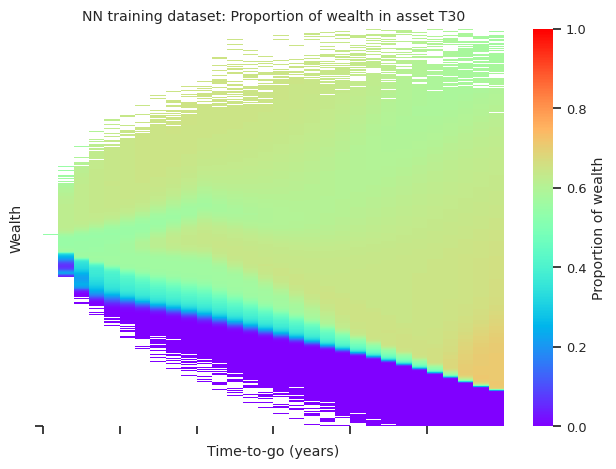 NN training dataset: Proportion of wealth in asset T30
Wealth
Time-to-go (years)
1.0
0.8
0.6
0.4
0.2
0.0
Proportion of wealth